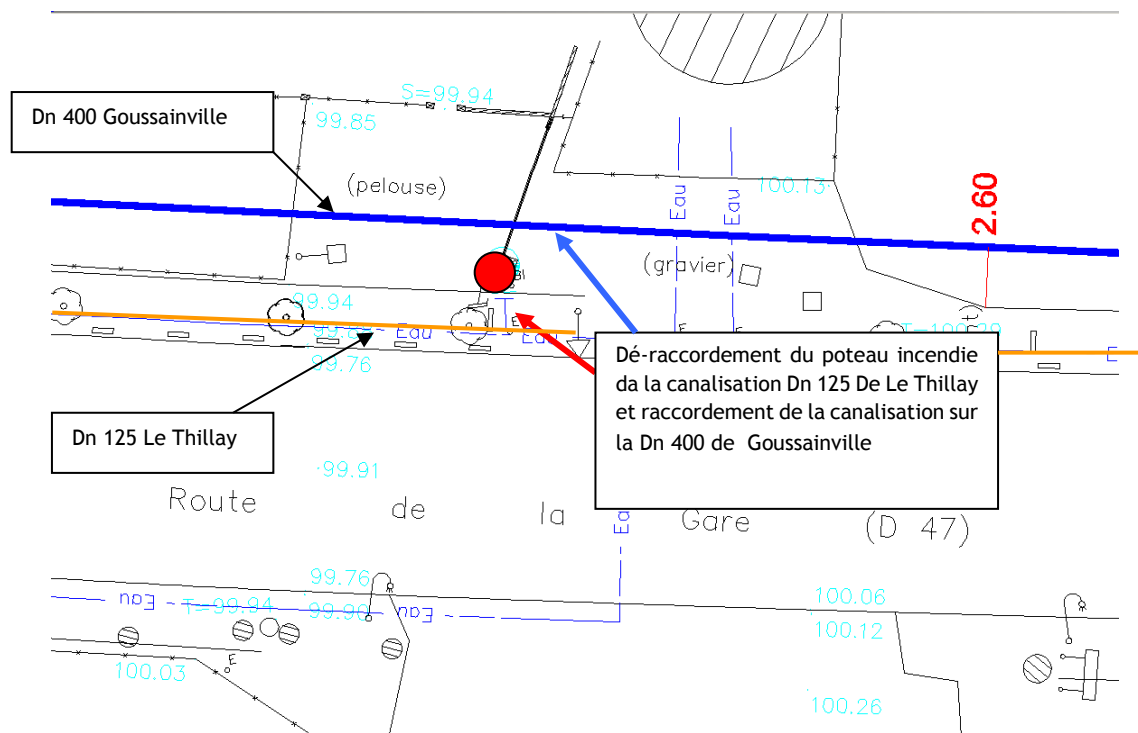 S=99.94
Dn 400 Goussainville
99.85
(pelouse)
100.13
Eau
Eau
2.60
(gravier)
BI
99.94
E
Eau
Eau
99.76
Dn 125 Le Thillay
Dé-raccordement du poteau incendie
da la canalisation Dn 125 De Le Thillay
et raccordement de la canalisation sur
la Dn 400 de Goussainville
E
99.91
Route de la Gare (D 47)
99.76
Eau
T=99.94
99.90
Eau
100.06
100.12
E
100.03
100.26